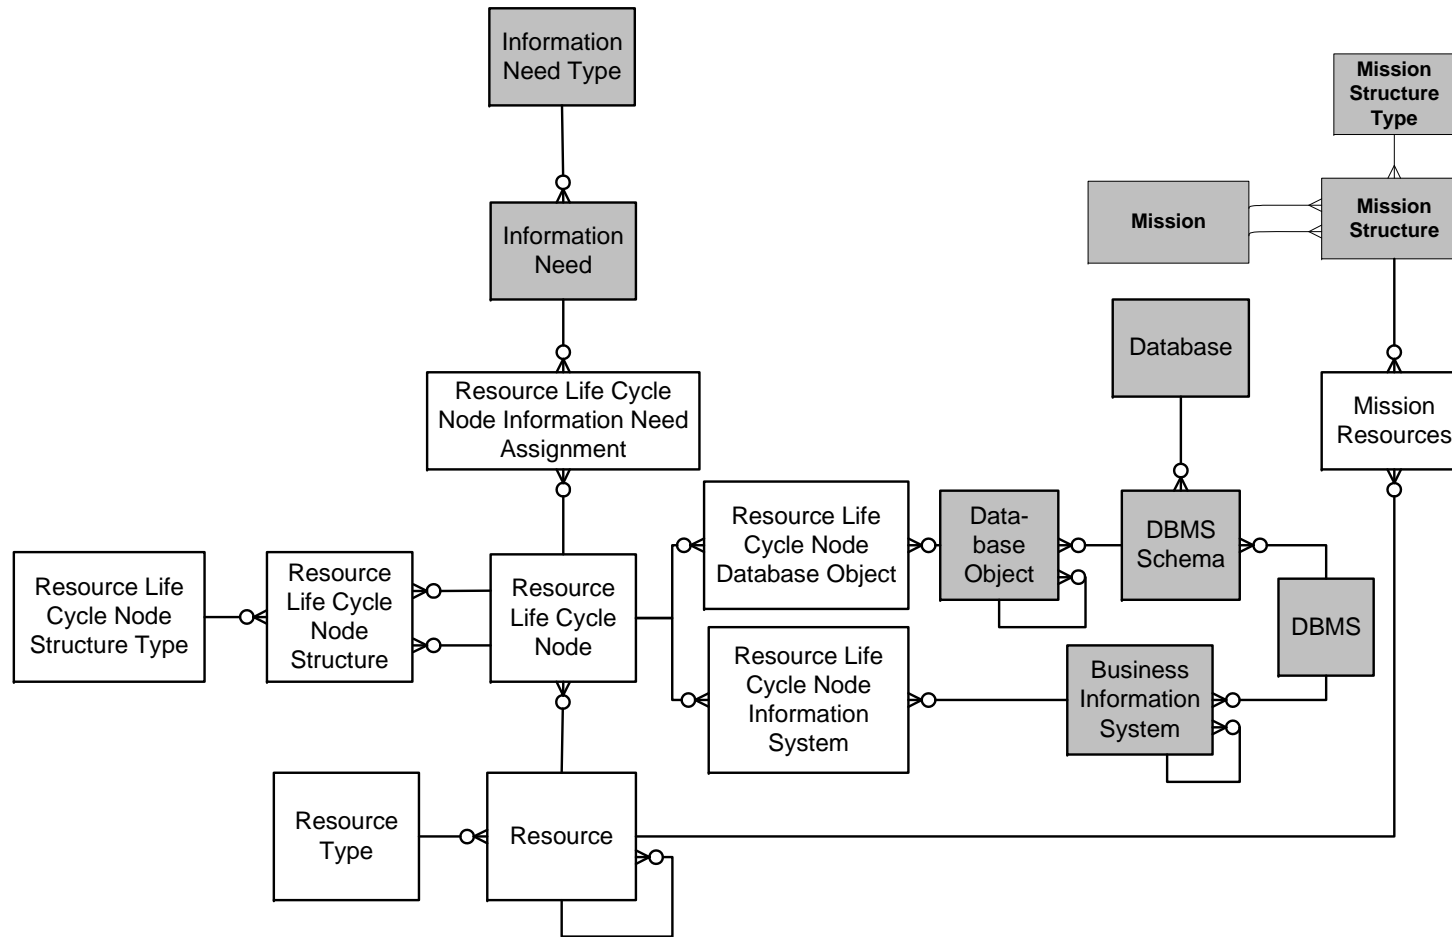 Information
Need Type
Mission
Structure
Type
Mission
Mission
Structure
Information
Need
Database
Resource Life Cycle
Node Information Need
Assignment
Mission
Resources
Resource Life
Cycle Node
Database Object
Data-
base
Object
DBMS
Schema
Resource Life
Cycle Node
Structure Type
Resource
Life Cycle
Node
Structure
Resource
Life Cycle
Node
DBMS
Resource Life
Cycle Node
Information
System
Business
Information
System
Resource
Type
Resource